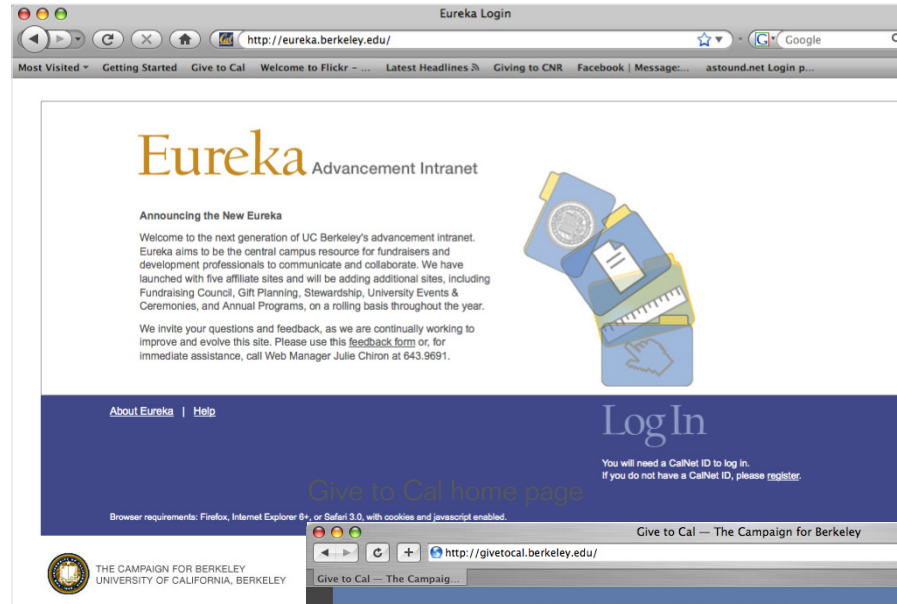 Eureka Login
http://eureka.berkeley.edu/
Google
Most Visited Getting Started Give to Cal Welcome to Flickr – ... Latest Headlines Giving to CNR Facebook | Message:... astound.net Login p...
Eureka Advancement Intranet
Announcing the New Eureka
Welcome to the next generation of UC Berkeley's advancement intranet.
Eureka aims to be the central campus resource for fundraisers and
development professionals to communicate and collaborate. We have
launched with five affiliate sites and will be adding additional sites, including
Fundraising Council, Gift Planning, Stewardship, University Events &
Ceremonies, and Annual Programs, on a rolling basis throughout the year.
We invite your questions and feedback, as we are continually working to
improve and evolve this site. Please use this feedback form or, for
immediate assistance, call Web Manager Julie Chiron at 643.9691.
About Eureka | Help
Log In
You will need a CalNet ID to log in.
If you do not have a CalNet ID, please register.
Give to Cal home page
Browser requirements: Firefox, Internet Explorer 6+, or Safari 3.0, with cookies and javascript enabled.
Give to Cal — The Campaign for Berkeley
http://givetocal.berkeley.edu/
Give to Cal — The Campaig...
THE CAMPAIGN FOR BERKELEY
UNIVERSITY OF CALIFORNIA, BERKELEY